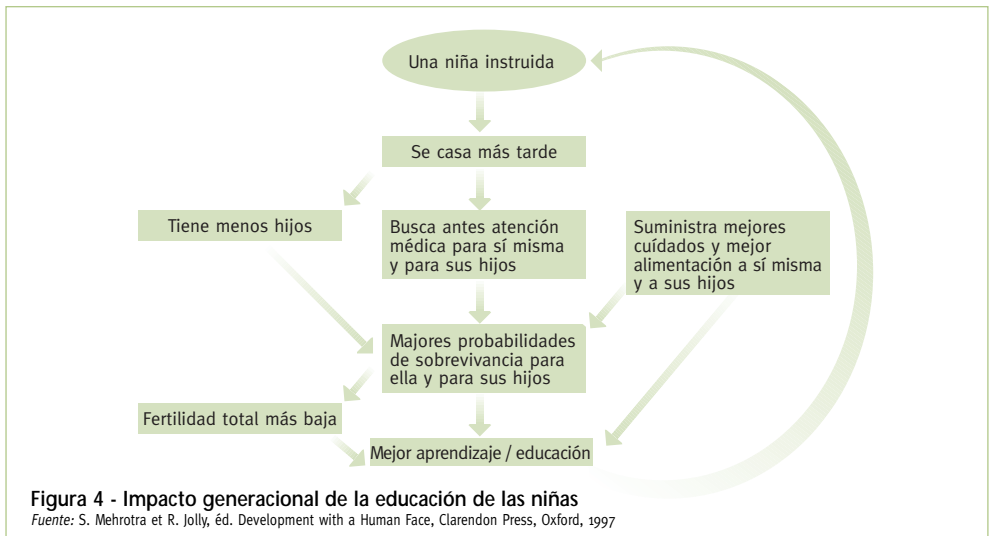 Una niña instruida
Se casa más tarde
Tiene menos hijos
Busca antes atención
médica para sí misma
y para sus hijos
Suministra mejores
cuídados y mejor
alimentación a sí misma
y a sus hijos
Majores probabilidades
de sobrevivancia para
ella y para sus hijos
Fertilidad total más baja
Mejor aprendizaje / educación
Figura 4 - Impacto generacional de la educación de las niñas
Fuente: S. Mehrotra et R. Jolly, éd. Development with a Human Face, Clarendon Press, Oxford, 1997